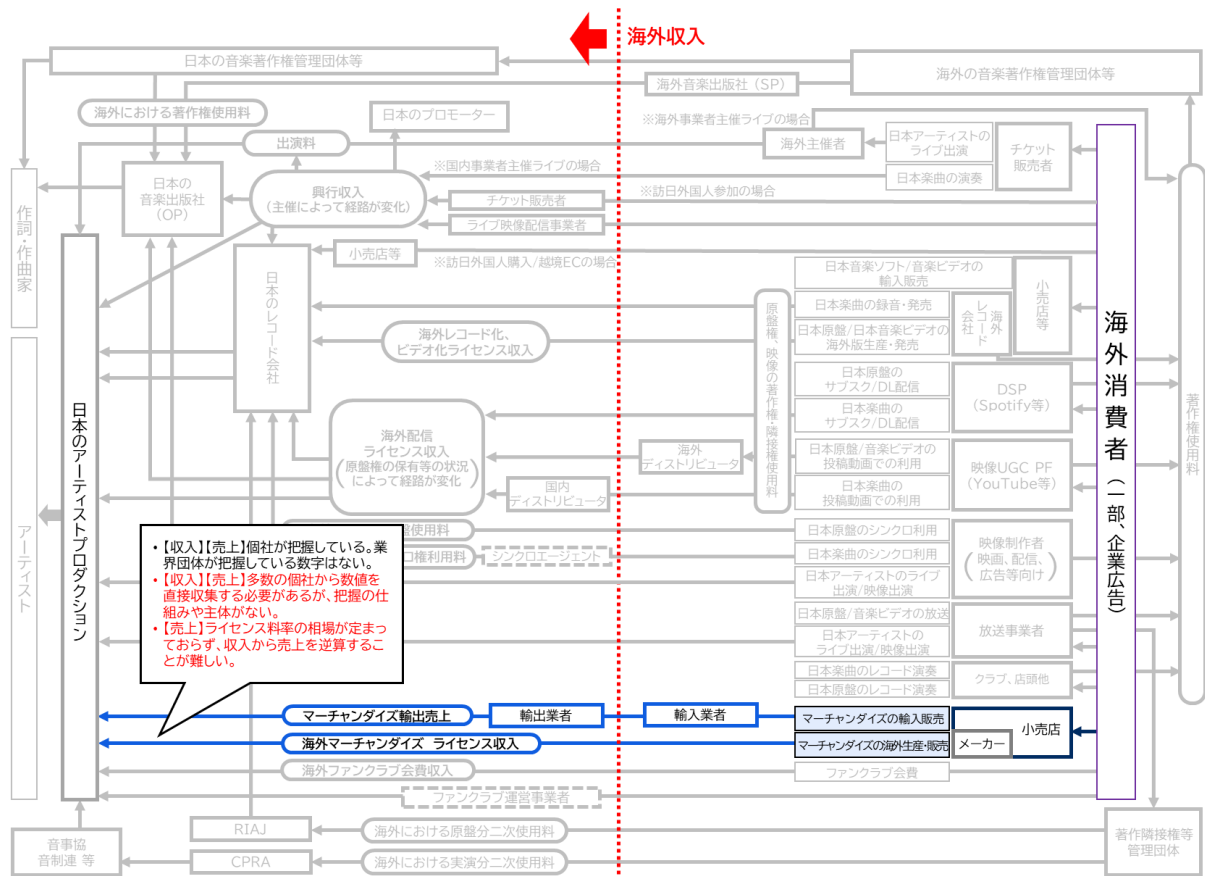 海外収入
日本の音楽著作権管理団体等
海外の音楽著作権管理団体等
海外音楽出版社（SP）
海外における著作権使用料
日本のプロモーター
※海外事業者主催ライブの場合
出演料
海外主催者
日本アーティストの
ライブ出演
チケット
販売者
日本楽曲の演奏
※国内事業者主催ライブの場合
日本の
音楽出版社
（OP）
興行収入
（主催によって経路が変化）
※訪日外国人参加の場合
チケット販売者
ライブ映像配信事業者
作詞・作曲家
小売店等
※訪日外国人購入/越境ECの場合
日本のレコード会社
日本音楽ソフト/音楽ビデオの
輸入販売
小売店等
日本楽曲の録音・発売
海外
レコード
会社
日本原盤/日本音楽ビデオの
海外版生産・発売
海外レコード化、
ビデオ化ライセンス収入
原盤権、映像の著作権・隣接権使用料
海外消費者（一部、企業広告）
著作権使用料
日本原盤の
サブスク/DL配信
DSP
（Spotify等）
日本楽曲の
サブスク/DL配信
海外配信
ライセンス収入
（原盤権の保有等の状況
によって経路が変化）
海外
ディストリビュータ
国内
ディストリビュータ
日本原盤/音楽ビデオの
投稿動画での利用
映像UGC PF
（YouTube等）
日本楽曲の
投稿動画での利用
日本のアーティストプロダクション
アーティスト
盤使用料
日本原盤のシンクロ利用
映像制作者
（映画、配信、
広告等向け）
ロ権利用料
シンクロエージェント
日本楽曲のシンクロ利用
日本アーティストのライブ
出演/映像出演
・【収入】【売上】個社が把握している。業
界団体が把握している数字はない。
・【収入】【売上】多数の個社から数値を
直接収集する必要があるが、把握の仕
組みや主体がない。
・【売上】ライセンス料率の相場が定まっ
ておらず、収入から売上を逆算するこ
とが難しい。
日本原盤/音楽ビデオの放送
放送事業者
日本アーティストの
ライブ出演/映像出演
日本楽曲のレコード演奏
日本原盤のレコード演奏
クラブ、店頭他
マーチャンダイズ輸出売上
輸出業者
輸入業者
マーチャンダイズの輸入販売
小売店
海外マーチャンダイズ ライセンス収入
マーチャンダイズの海外生産・販売
メーカー
海外ファンクラブ会費収入
ファンクラブ会費
ファンクラブ運営事業者
音事協
音制連 等
RIAJ
海外における原盤分二次使用料
著作隣接権等
管理団体
CPRA
海外における実演分二次使用料